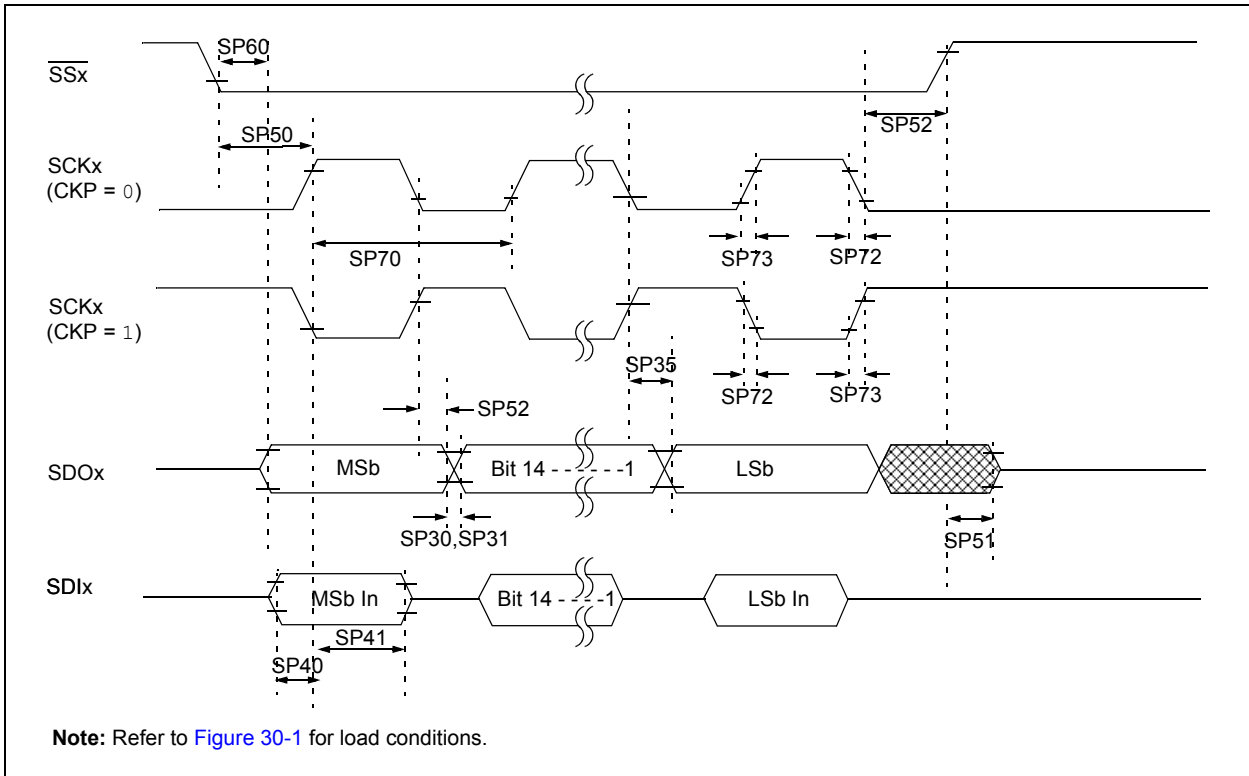 SP60
SSx
SP50
SP52
SCKx
(CKP = 0)
SP70
SP73
SP72
SCKx
(CKP = 1)
SP35
SP72
SP73
SP52
SDOx
MSb
Bit 14 - - - - - -1
LSb
SP30,SP31
SP51
SDIx
MSb In
Bit 14 - - - -1
LSb In
SP41
SP40
Note: Refer to Figure 30-1 for load conditions.